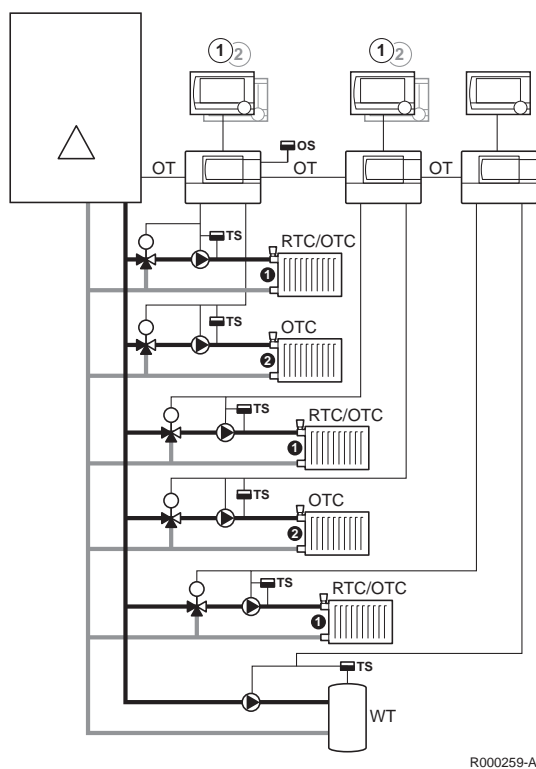 1 2 1 2
OS
OT OT OT
TS RTC/OTC
1
TS OTC
2
TS RTC/OTC
1
TS OTC
2
TS RTC/OTC
1
TS
WT
R000259-A